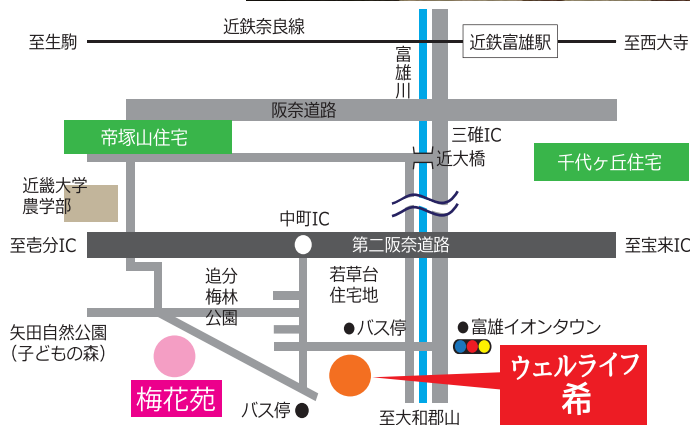 近鉄奈良線
至生駒
近鉄富雄駅
至西大寺
富雄川
阪奈道路
帝塚山住宅
三碓IC
近大橋
千代ヶ丘住宅
近畿大学
農学部
中町IC
至壱分IC
第二阪奈道路
至宝来IC
追分
梅林
公園
若草台
住宅地
矢田自然公園
(子どもの森)
バス停
富雄イオンタウン
梅花苑
バス停
ウェルライフ
希
至大和郡山